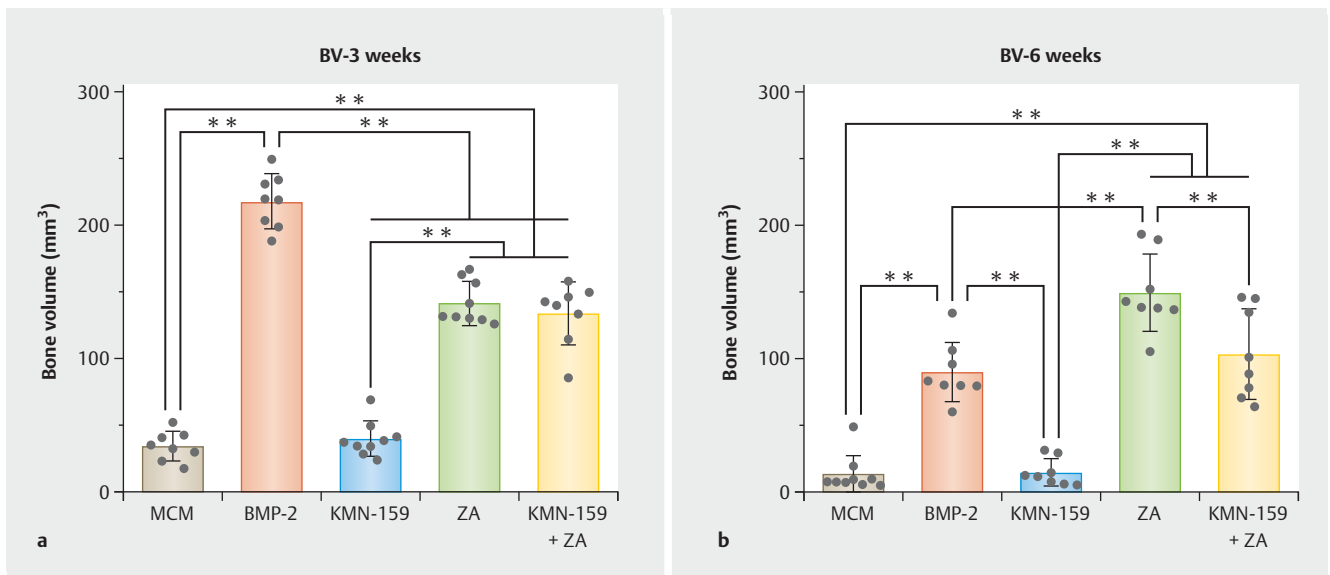 BV-3 weeks
Bone volume (mm³)
300
200
100
0
**
**
**
**
MCM
BMP-2
KMN-159
ZA
KMN-159
+ ZA
a
BV-6 weeks
Bone volume (mm³)
300
200
100
0
**
**
**
**
**
**
MCM
BMP-2
KMN-159
ZA
KMN-159
+ ZA
b